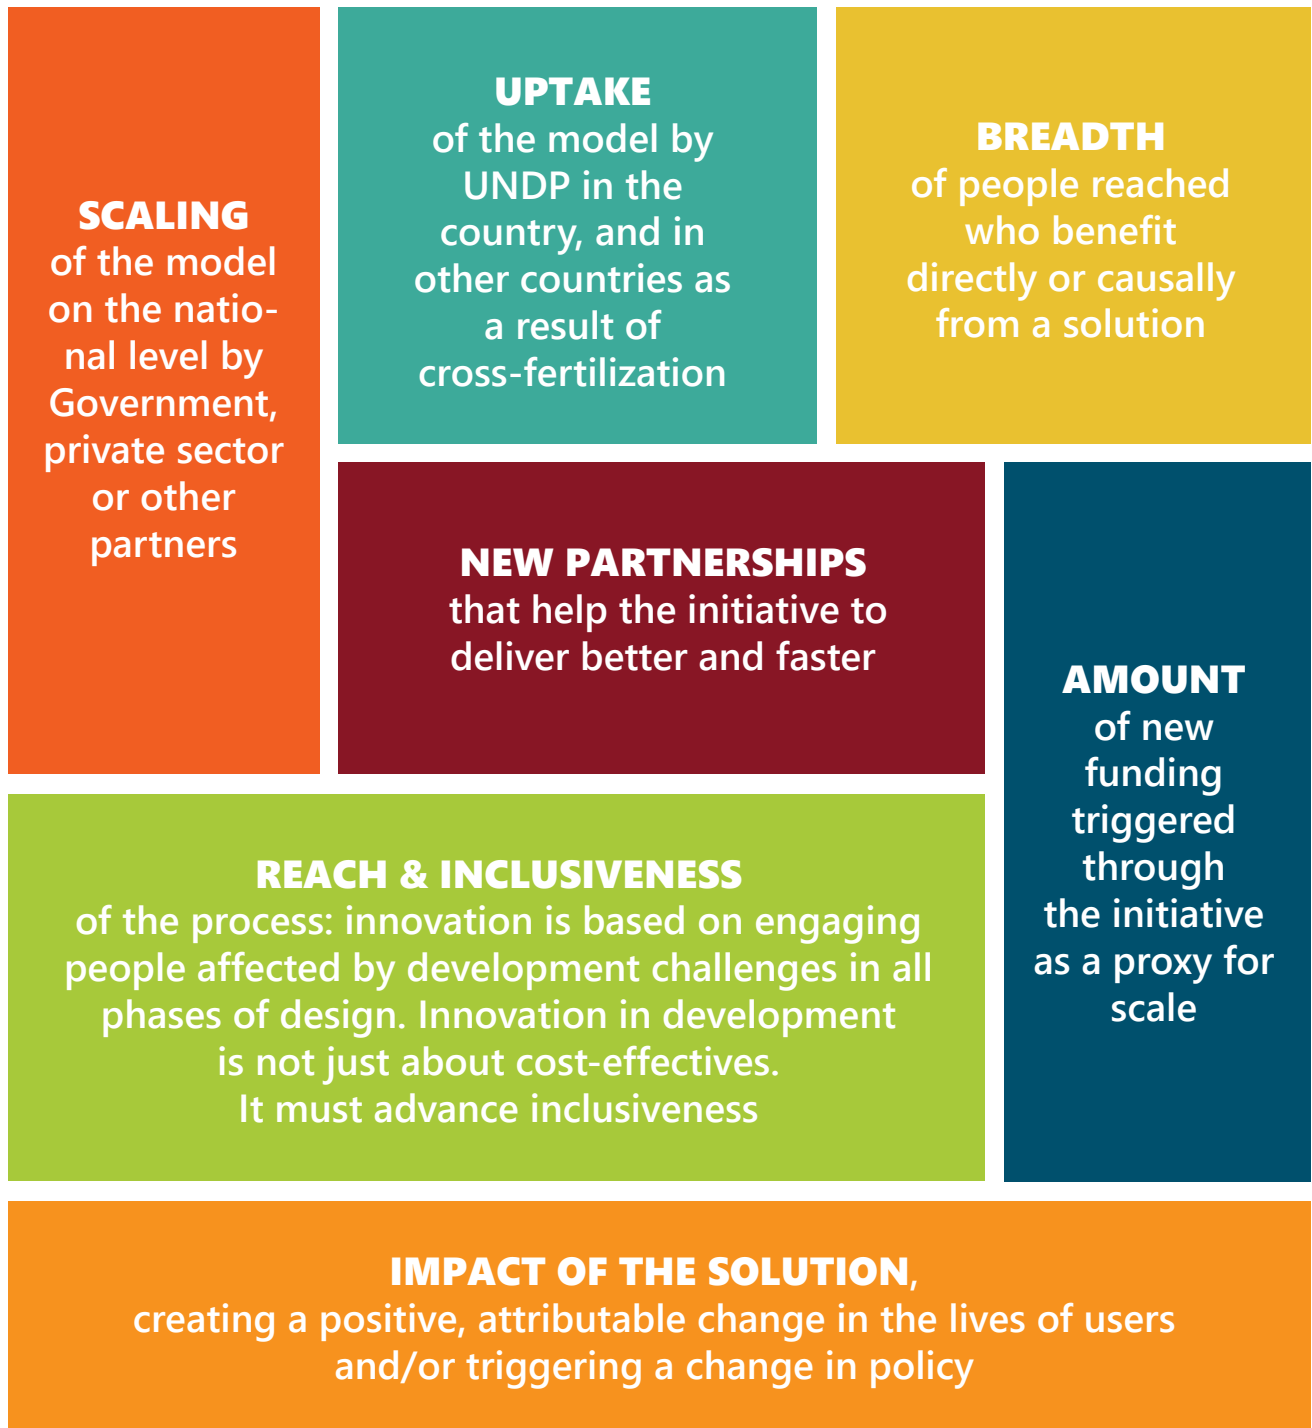 SCALING
of the model
on the natio-
nal level by
Government,
private sector
or other
partners
UPTAKE
of the model by
UNDP in the
country, and in
other countries as
a result of
cross-fertilization
BREADTH
of people reached
who benefit
directly or causally
from a solution
NEW PARTNERSHIPS
that help the initiative to
deliver better and faster
AMOUNT
of new
funding
triggered
through
the initiative
as a proxy for
scale
REACH & INCLUSIVENESS
of the process: innovation is based on engaging
people affected by development challenges in all
phases of design. Innovation in development
is not just about cost-effectives.
It must advance inclusiveness
IMPACT OF THE SOLUTION,
creating a positive, attributable change in the lives of users
and/or triggering a change in policy